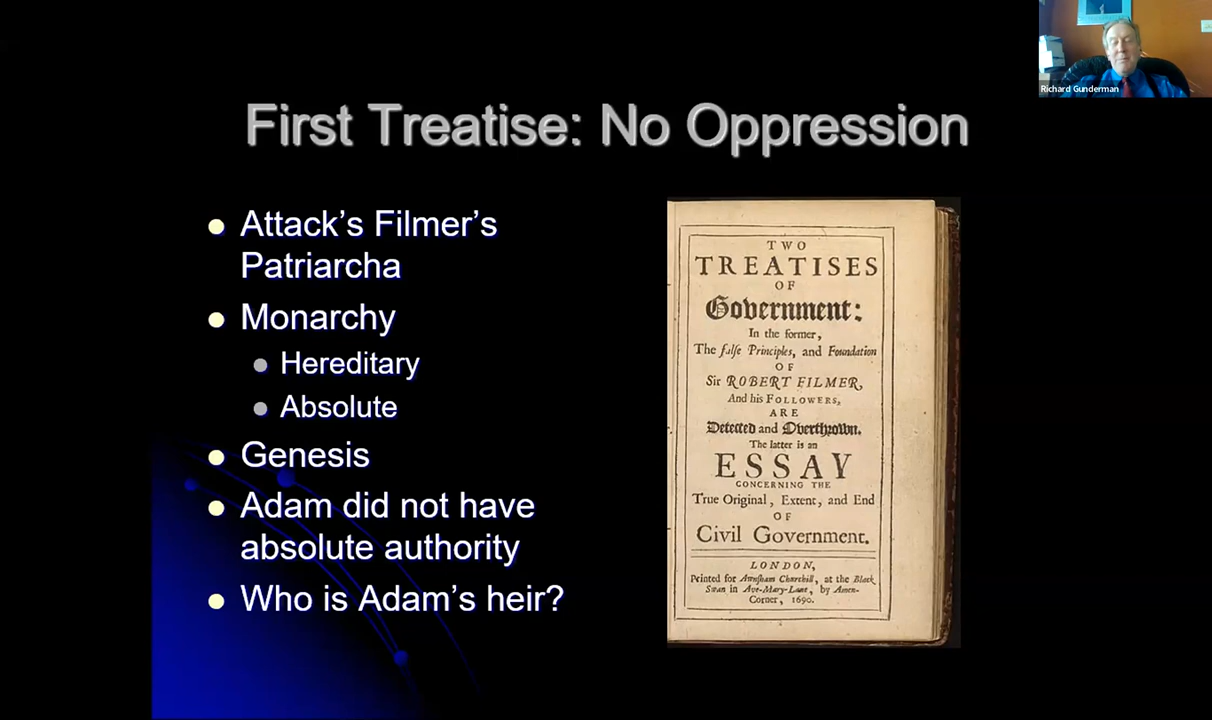 Richard Gunderman
First Treatise: No Oppression
Attack's Filmer's
Patriarcha
Monarchy
Hereditary
Absolute
Genesis
Adam did not have
absolute authority
Who is Adam's heir?
TWO
TREATISES
OF
Government:
In the former,
The false Principles, and Foundation
OF
Sir ROBERT FILMER,
And his FOLLOWERS,
ARE
Detected and Overthrown.
The latter is an
ESSAY
CONCERNING THE
True Original, Extent, and End
OF
Civil Government.
LONDON,
Printed for Awnsham Churchill, at the Black
Swan in Ave-Mary-Lane, by Amen-
Corner, 1690.